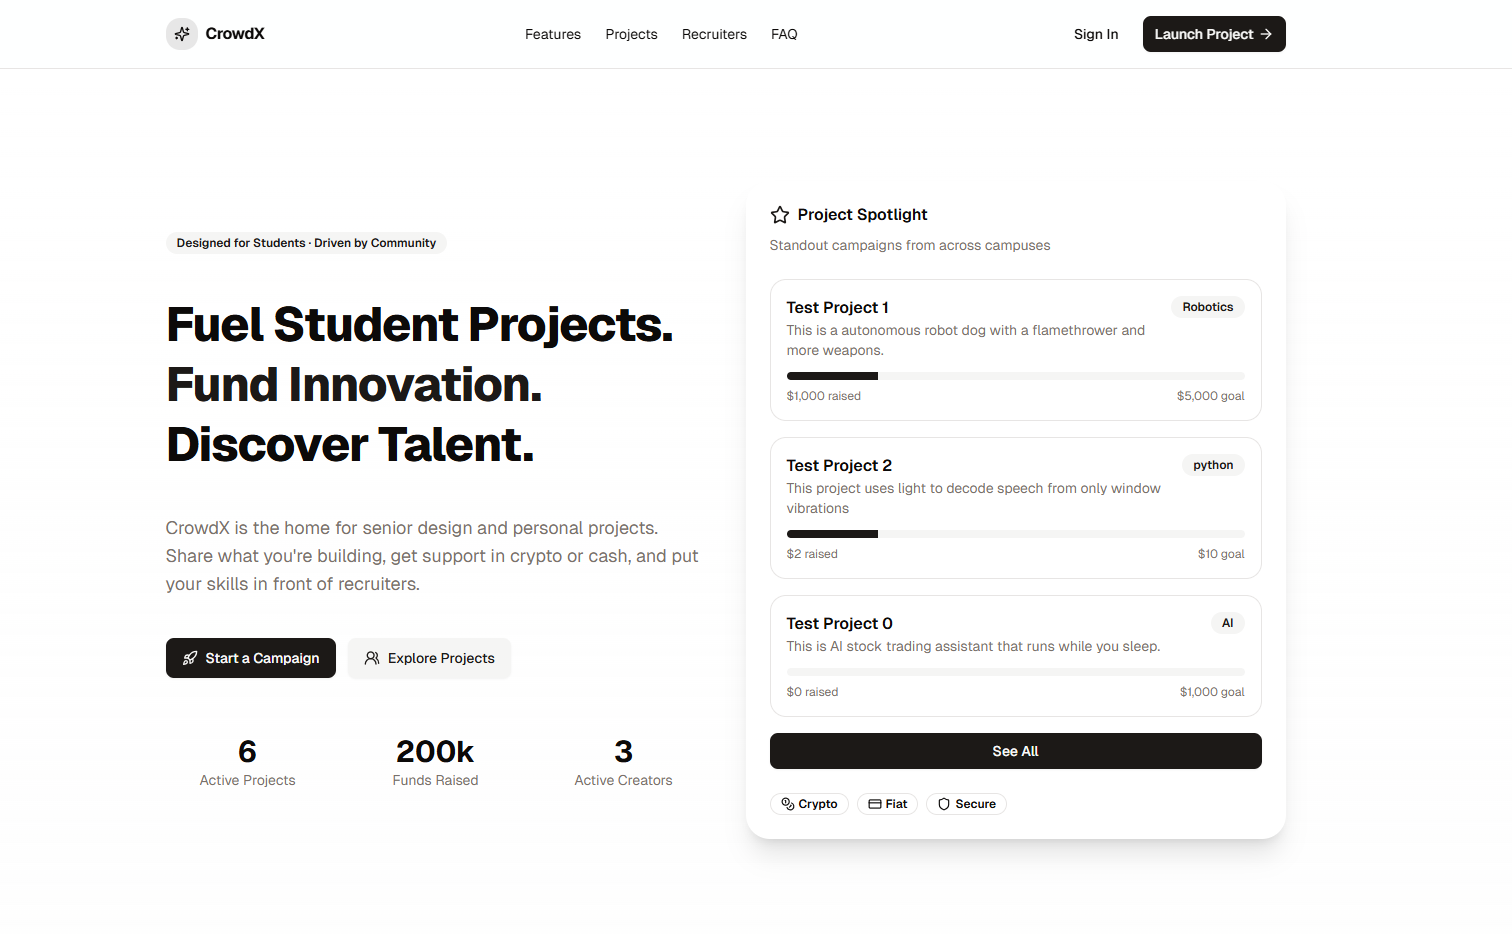 CrowdX
Features
Projects
Recruiters
FAQ
Sign In
Launch Project
Designed for Students · Driven by Community
Fuel Student Projects.
Fund Innovation.
Discover Talent.
CrowdX is the home for senior design and personal projects.
Share what you're building, get support in crypto or cash, and put
your skills in front of recruiters.
Start a Campaign
Explore Projects
6
Active Projects
200k
Funds Raised
3
Active Creators
Project Spotlight
Standout campaigns from across campuses
Test Project 1
Robotics
This is a autonomous robot dog with a flamethrower and
more weapons.
$1,000 raised
$5,000 goal
Test Project 2
python
This project uses light to decode speech from only window
vibrations
$2 raised
$10 goal
Test Project 0
AI
This is AI stock trading assistant that runs while you sleep.
$0 raised
$1,000 goal
See All
Crypto
Fiat
Secure